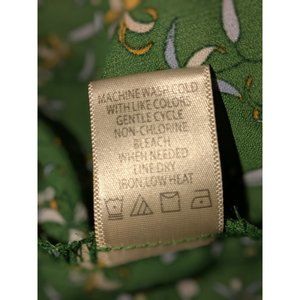 MACHINE WASH COLD
WITH LIKE COLORS
GENTLE CYCLE
NON-CHLORINE
BLEACH
WHEN NEEDED
LINE DRY
IRON LOW HEAT